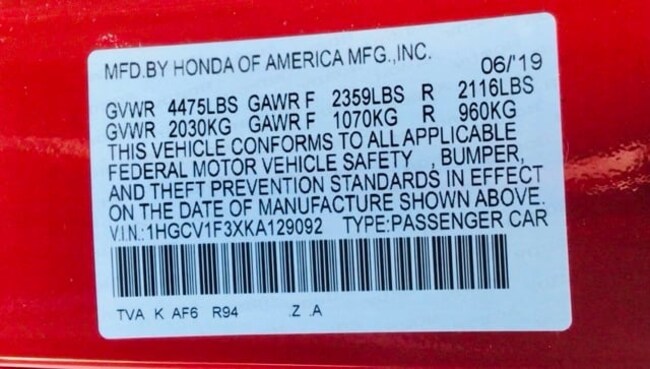 MFD.BY HONDA OF AMERICA MFG.,INC. 06/'19
GVWR 4475LBS GAWR F 2359LBS R 2116LBS
GVWR 2030KG GAWR F 1070KG R 960KG
THIS VEHICLE CONFORMS TO ALL APPLICABLE
FEDERAL MOTOR VEHICLE SAFETY , BUMPER,
AND THEFT PREVENTION STANDARDS IN EFFECT
ON THE DATE OF MANUFACTURE SHOWN ABOVE.
V.I.N.:1HGCV1F3XKA129092 TYPE:PASSENGER CAR
TVA K AF6 R94 .Z .A